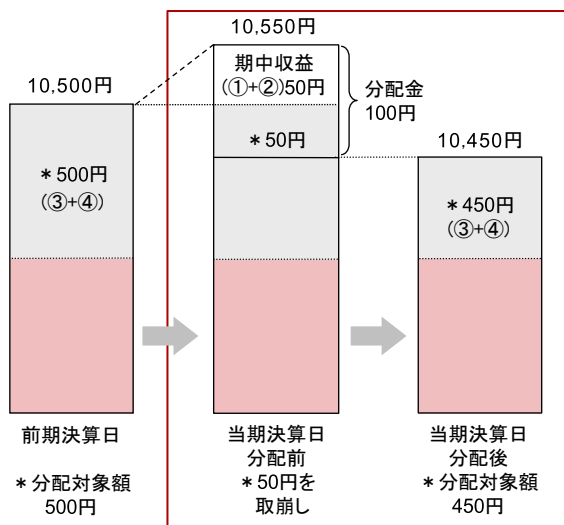 10,550円
期中収益
(①+②)50円
分配金
100円
10,500円
＊50円
10,450円
＊500円
(③+④)
＊450円
(③+④)
前期決算日
＊分配対象額
500円
当期決算日
分配前
＊50円を
取崩し
当期決算日
分配後
＊分配対象額
450円